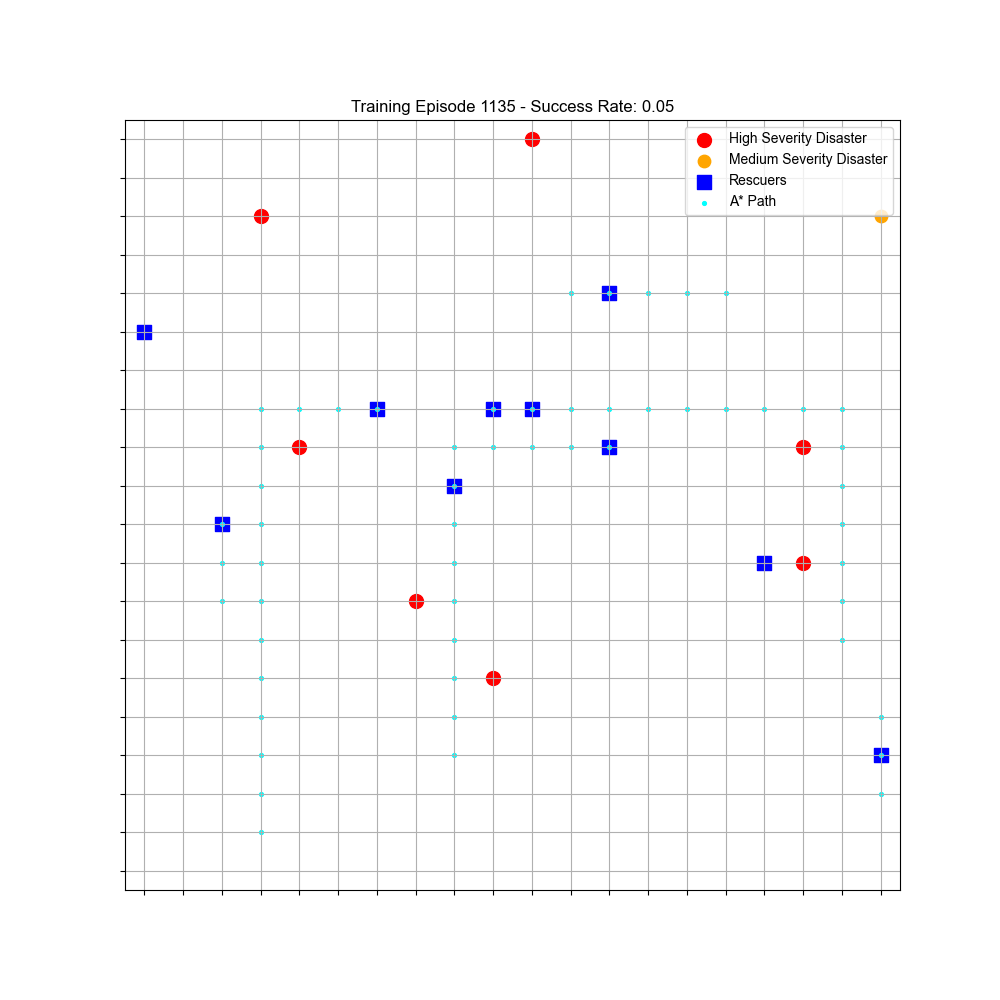 Training Episode 1135 - Success Rate: 0.05
High Severity Disaster
Medium Severity Disaster
Rescuers
A* Path